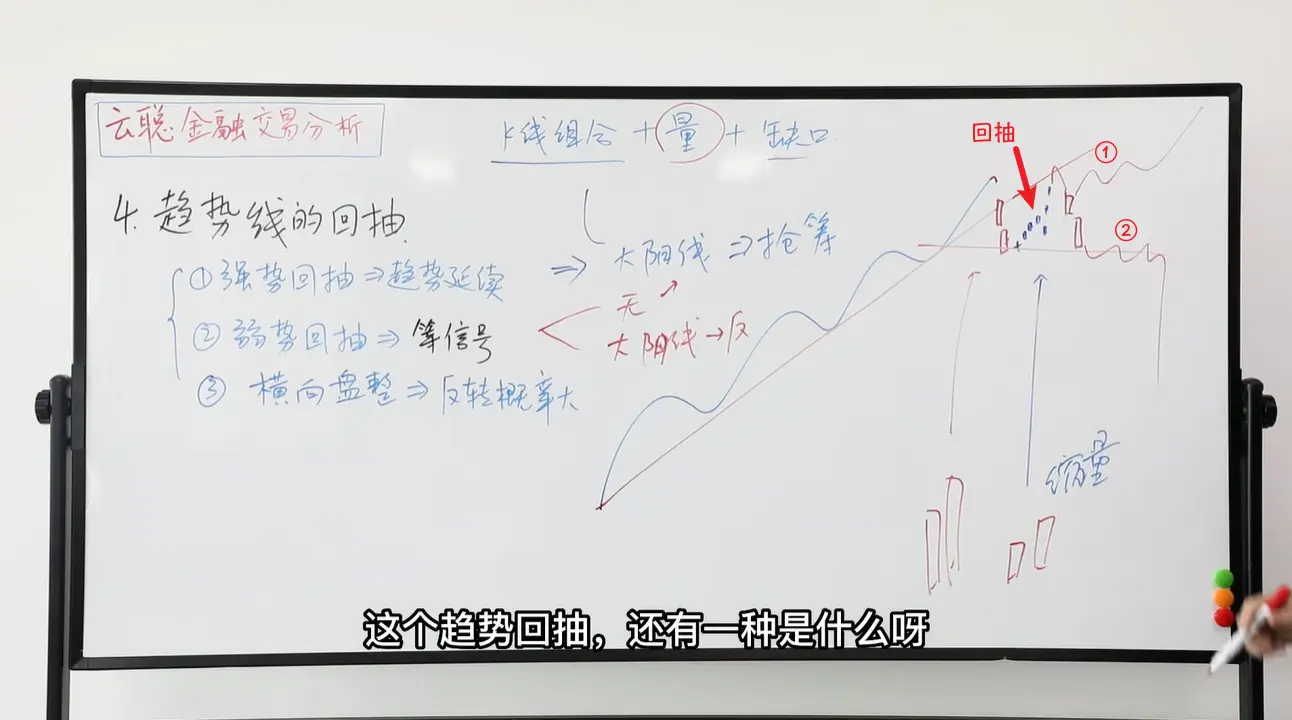 云聪金融交易分析
K线组合+量+缺口
4.趋势线的回抽
①强势回抽⇒趋势延续 ⇒ 大阳线⇒抢筹
②弱势回抽⇒等信号
无↗
大阴线→反
③ 横向盘整⇒反转概率大
回抽
①
②
缩量
这个趋势回抽，还有一种是什么呀